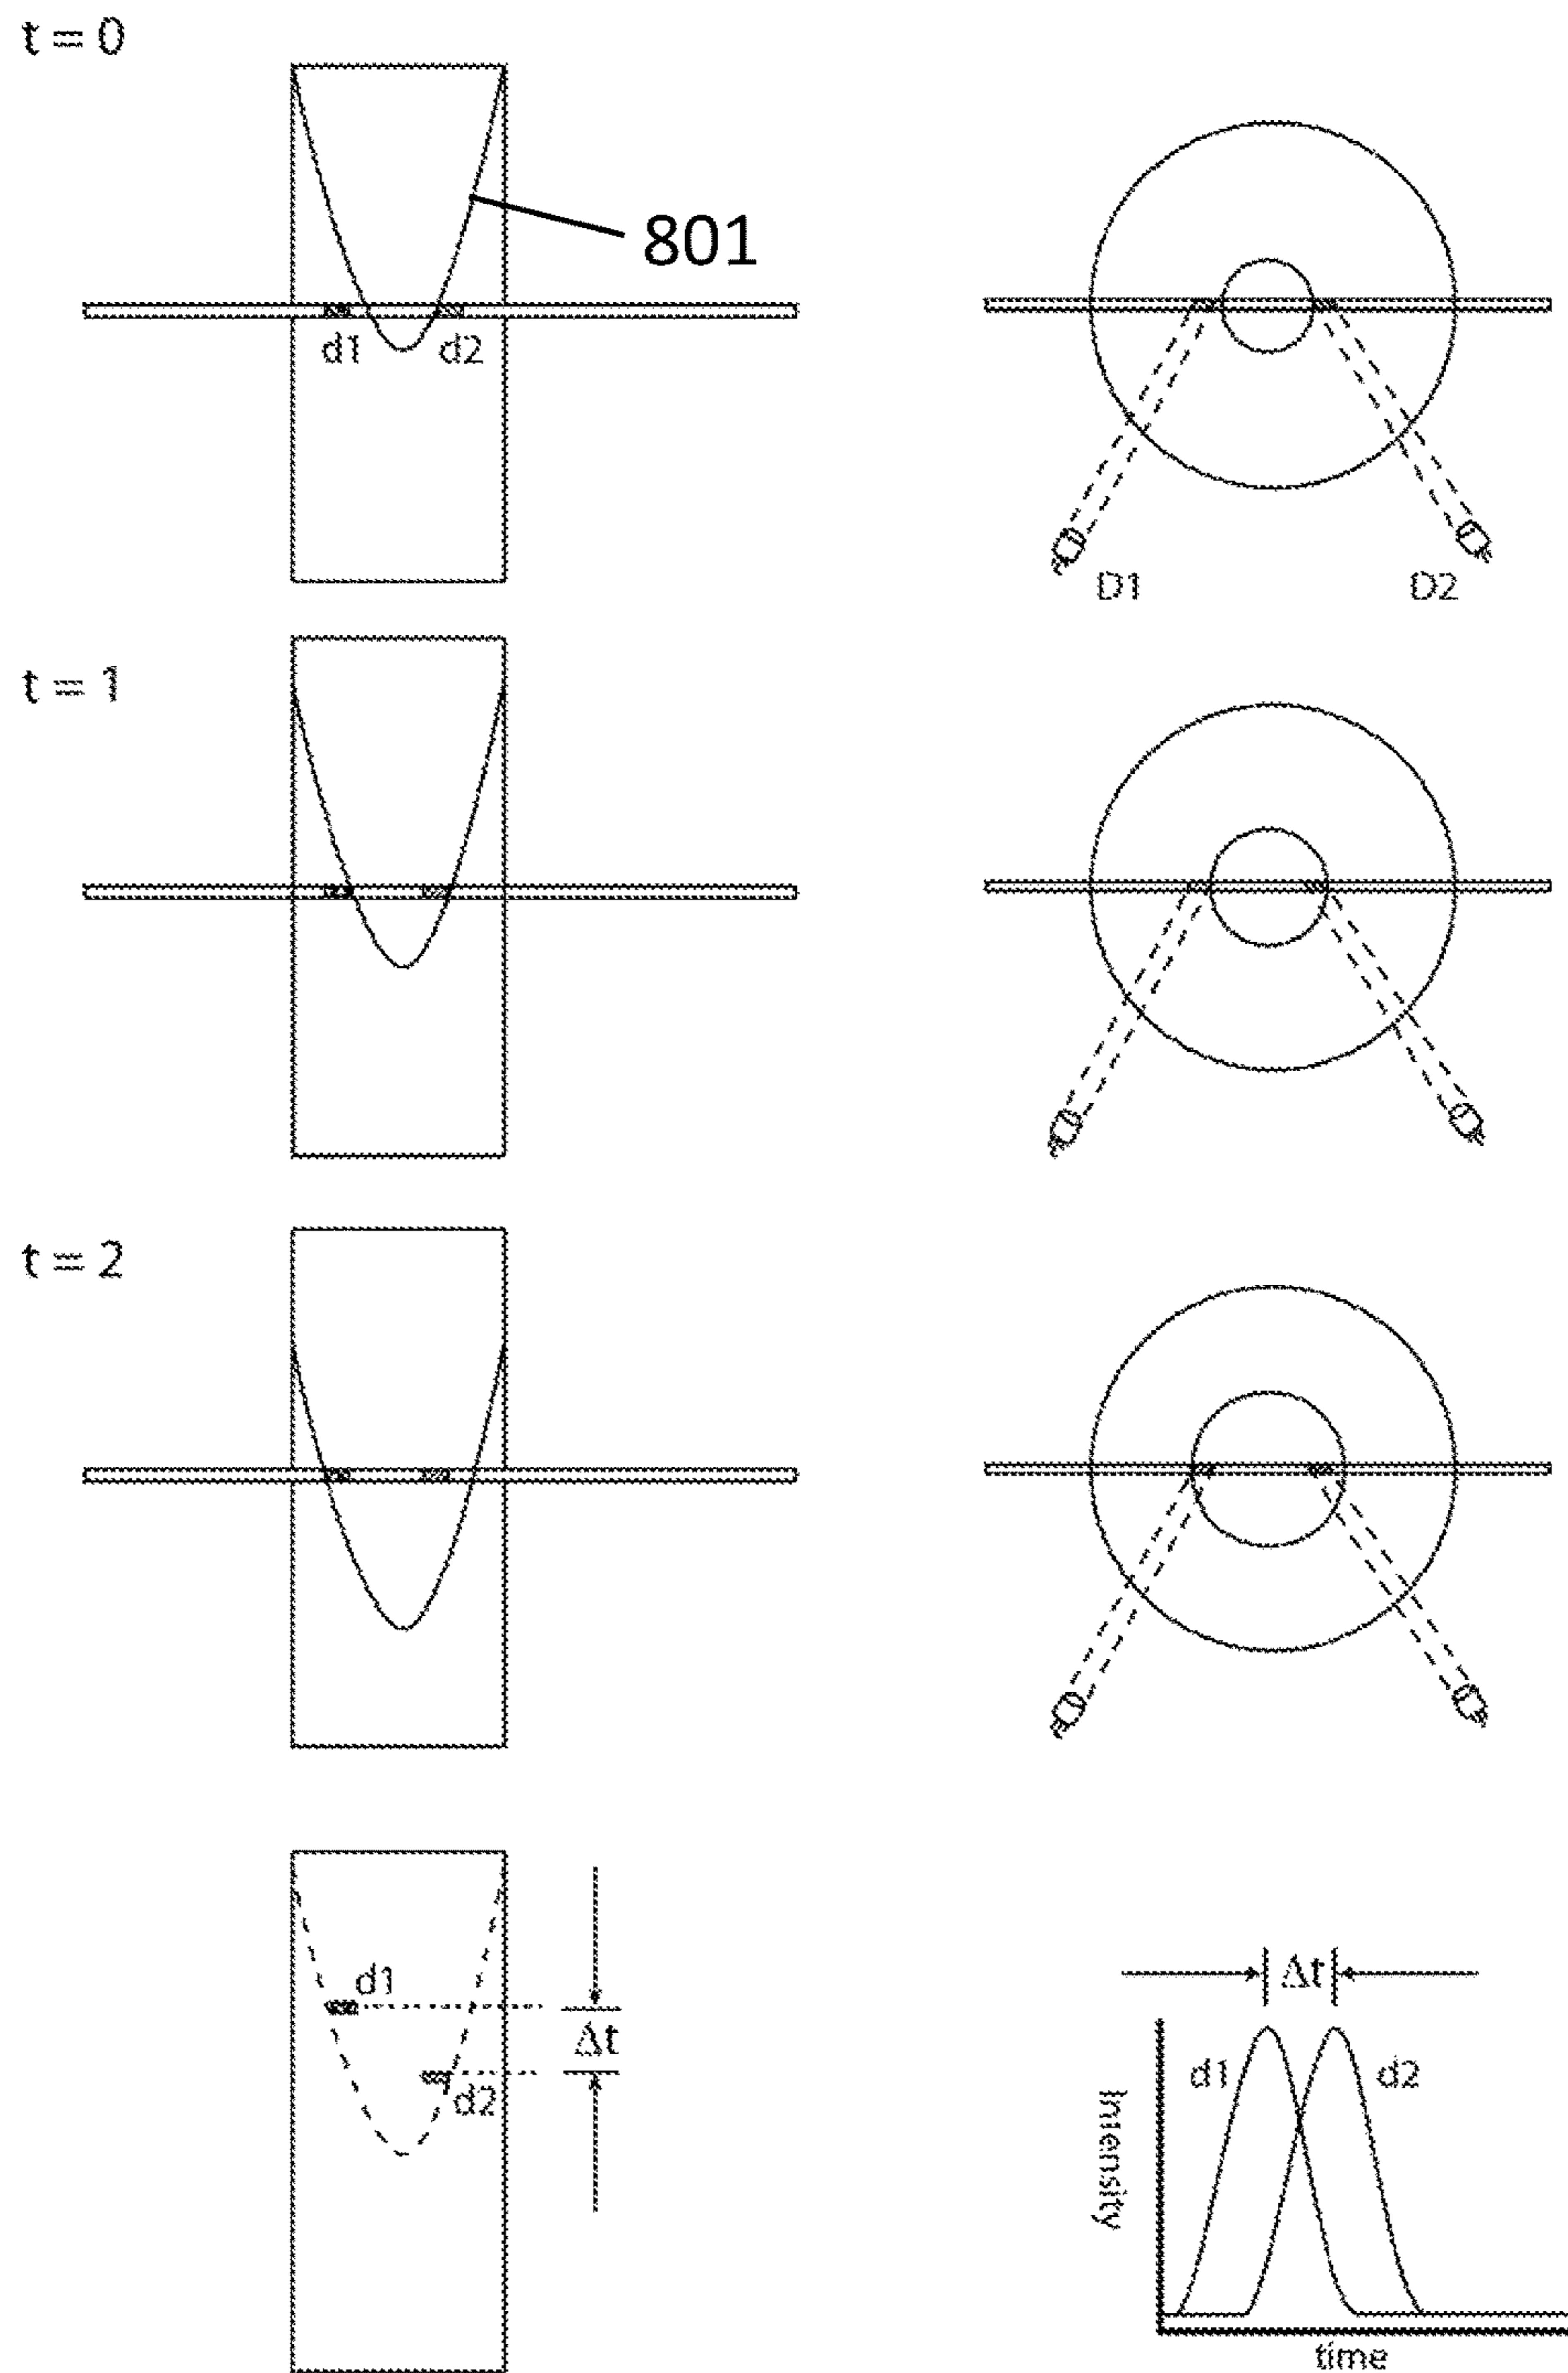 t = 0
801
d1
d2
D1
D2
t = 1
t = 2
d1
Δt
d2
Δt
d1
d2
Intensity
time